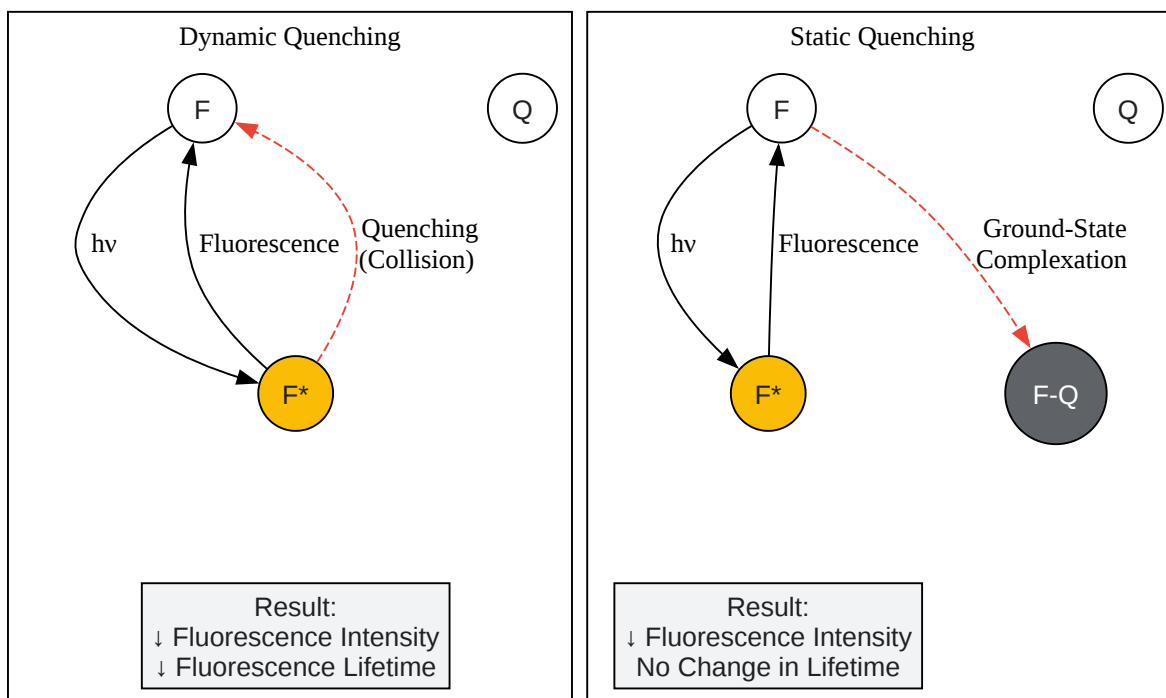 Dynamic Quenching
F
Q
hν
Fluorescence
Quenching
(Collision)
F*
Result:
↓ Fluorescence Intensity
↓ Fluorescence Lifetime
Static Quenching
F
Q
hν
Fluorescence
Ground-State
Complexation
F*
F-Q
Result:
↓ Fluorescence Intensity
No Change in Lifetime